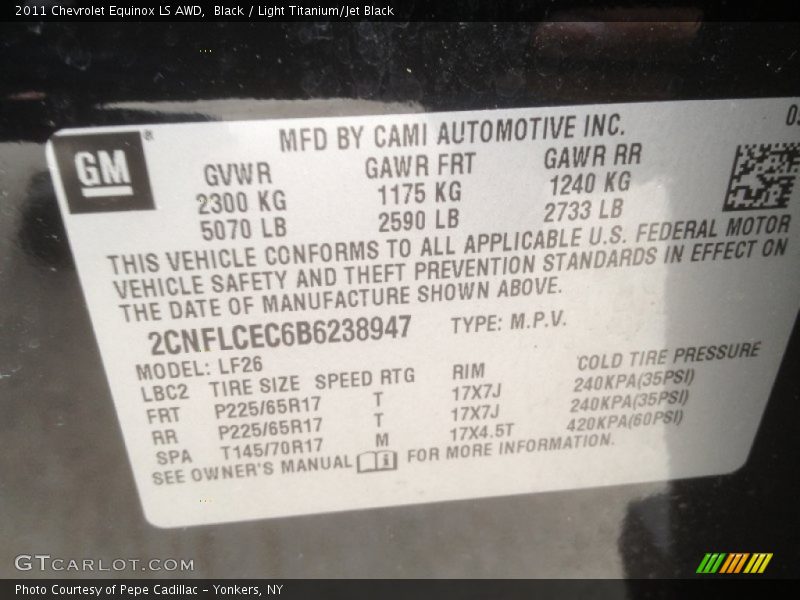 2011 Chevrolet Equinox LS AWD,  Black / Light Titanium/Jet Black
MFD BY CAMI AUTOMOTIVE INC.
GM®
GVWR GAWR FRT GAWR RR
2300 KG 1175 KG 1240 KG
5070 LB 2590 LB 2733 LB
THIS VEHICLE CONFORMS TO ALL APPLICABLE U.S. FEDERAL MOTOR
VEHICLE SAFETY AND THEFT PREVENTION STANDARDS IN EFFECT ON
THE DATE OF MANUFACTURE SHOWN ABOVE.
2CNFLCEC6B6238947 TYPE: M.P.V.
MODEL: LF26
LBC2 TIRE SIZE SPEED RTG RIM COLD TIRE PRESSURE
FRT P225/65R17 T 17X7J 240KPA(35PSI)
RR P225/65R17 T 17X7J 240KPA(35PSI)
SPA T145/70R17 M 17X4.5T 420KPA(60PSI)
SEE OWNER'S MANUAL FOR MORE INFORMATION.
GTCARLOT.COM
Photo Courtesy of Pepe Cadillac – Yonkers, NY